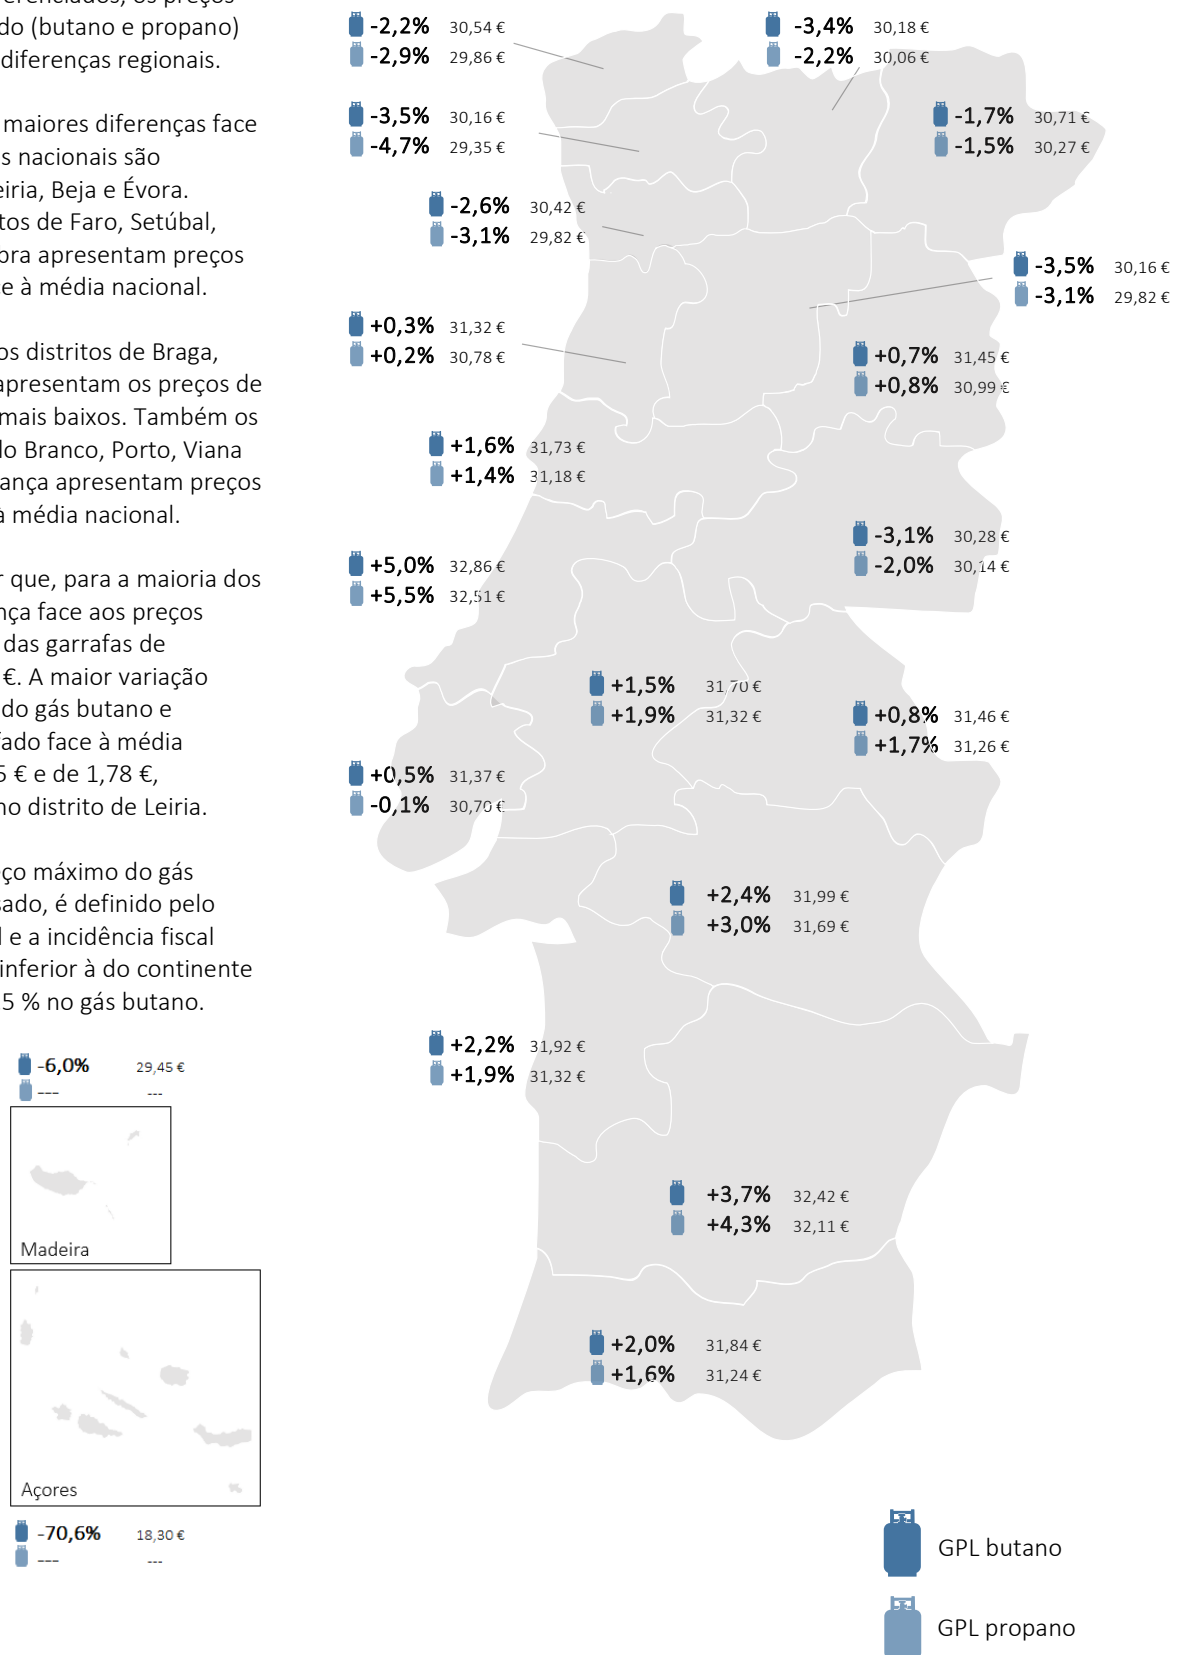 erenciados, os preços
do (butano e propano)
diferenças regionais.
maiores diferenças face
s nacionais são
eiria, Beja e Évora.
tos de Faro, Setúbal,
bra apresentam preços
e à média nacional.
os distritos de Braga,
apresentam os preços de
mais baixos. Também os
lo Branco, Porto, Viana
ança apresentam preços
à média nacional.
r que, para a maioria dos
nça face aos preços
das garrafas de
€. A maior variação
do gás butano e
fado face à média
5 € e de 1,78 €,
no distrito de Leiria.
ço máximo do gás
sado, é definido pelo
l e a incidência fiscal
inferior à do continente
5 % no gás butano.
-2,2% 30,54 €
-2,9% 29,86 €
-3,4% 30,18 €
-2,2% 30,06 €
-3,5% 30,16 €
-4,7% 29,35 €
-1,7% 30,71 €
-1,5% 30,27 €
-2,6% 30,42 €
-3,1% 29,82 €
-3,5% 30,16 €
-3,1% 29,82 €
+0,3% 31,32 €
+0,2% 30,78 €
+0,7% 31,45 €
+0,8% 30,99 €
+1,6% 31,73 €
+1,4% 31,18 €
-3,1% 30,28 €
-2,0% 30,14 €
+5,0% 32,86 €
+5,5% 32,51 €
+1,5% 31,70 €
+1,9% 31,32 €
+0,8% 31,46 €
+1,7% 31,26 €
+0,5% 31,37 €
-0,1% 30,70 €
+2,4% 31,99 €
+3,0% 31,69 €
+2,2% 31,92 €
+1,9% 31,32 €
+3,7% 32,42 €
+4,3% 32,11 €
+2,0% 31,84 €
+1,6% 31,24 €
-6,0% 29,45 €
--- ---
Madeira
Açores
-70,6% 18,30 €
--- ---
GPL butano
GPL propano